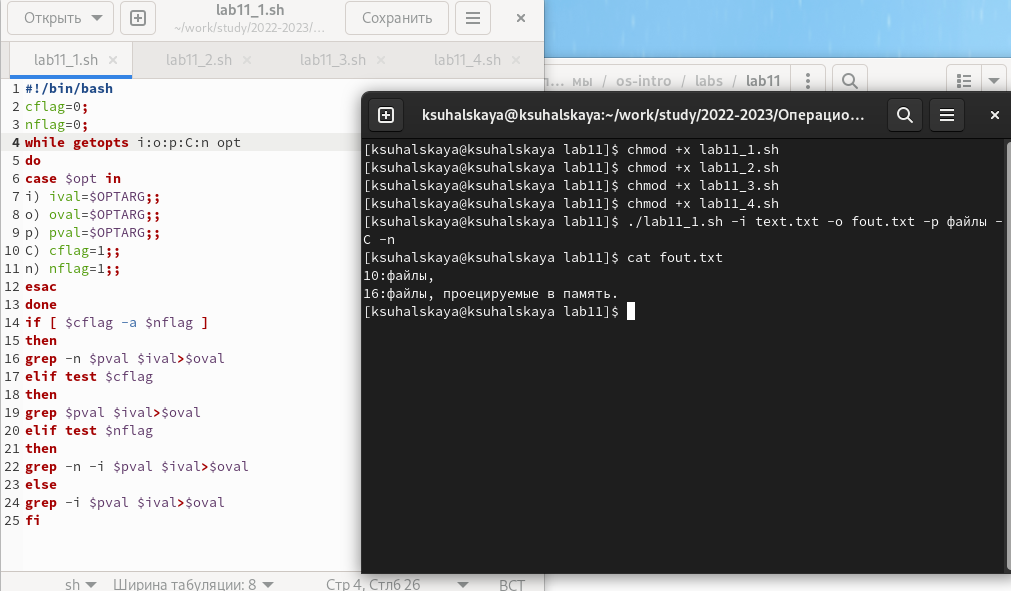 Открыть
lab11_1.sh
~/work/study/2022-2023/…
Сохранить
lab11_1.sh
lab11_2.sh
lab11_3.sh
lab11_4.sh
1 #!/bin/bash
2 cflag=0;
3 nflag=0;
4 while getopts i:o:p:C:n opt
5 do
6 case $opt in
7 i) ival=$OPTARG;;
8 o) oval=$OPTARG;;
9 p) pval=$OPTARG;;
10 C) cflag=1;;
11 n) nflag=1;;
12 esac
13 done
14 if [ $cflag -a $nflag ]
15 then
16 grep -n $pval $ival>$oval
17 elif test $cflag
18 then
19 grep $pval $ival>$oval
20 elif test $nflag
21 then
22 grep -n -i $pval $ival>$oval
23 else
24 grep -i $pval $ival>$oval
25 fi
sh Ширина табуляции: 8 Стр 4, Стлб 26 ВСТ
… мы / os-intro / labs / lab11
ksuhalskaya@ksuhalskaya:~/work/study/2022-2023/Операцио…
[ksuhalskaya@ksuhalskaya lab11]$ chmod +x lab11_1.sh
[ksuhalskaya@ksuhalskaya lab11]$ chmod +x lab11_2.sh
[ksuhalskaya@ksuhalskaya lab11]$ chmod +x lab11_3.sh
[ksuhalskaya@ksuhalskaya lab11]$ chmod +x lab11_4.sh
[ksuhalskaya@ksuhalskaya lab11]$ ./lab11_1.sh -i text.txt -o fout.txt -p файлы -
C -n
[ksuhalskaya@ksuhalskaya lab11]$ cat fout.txt
10:файлы,
16:файлы, проецируемые в память.
[ksuhalskaya@ksuhalskaya lab11]$